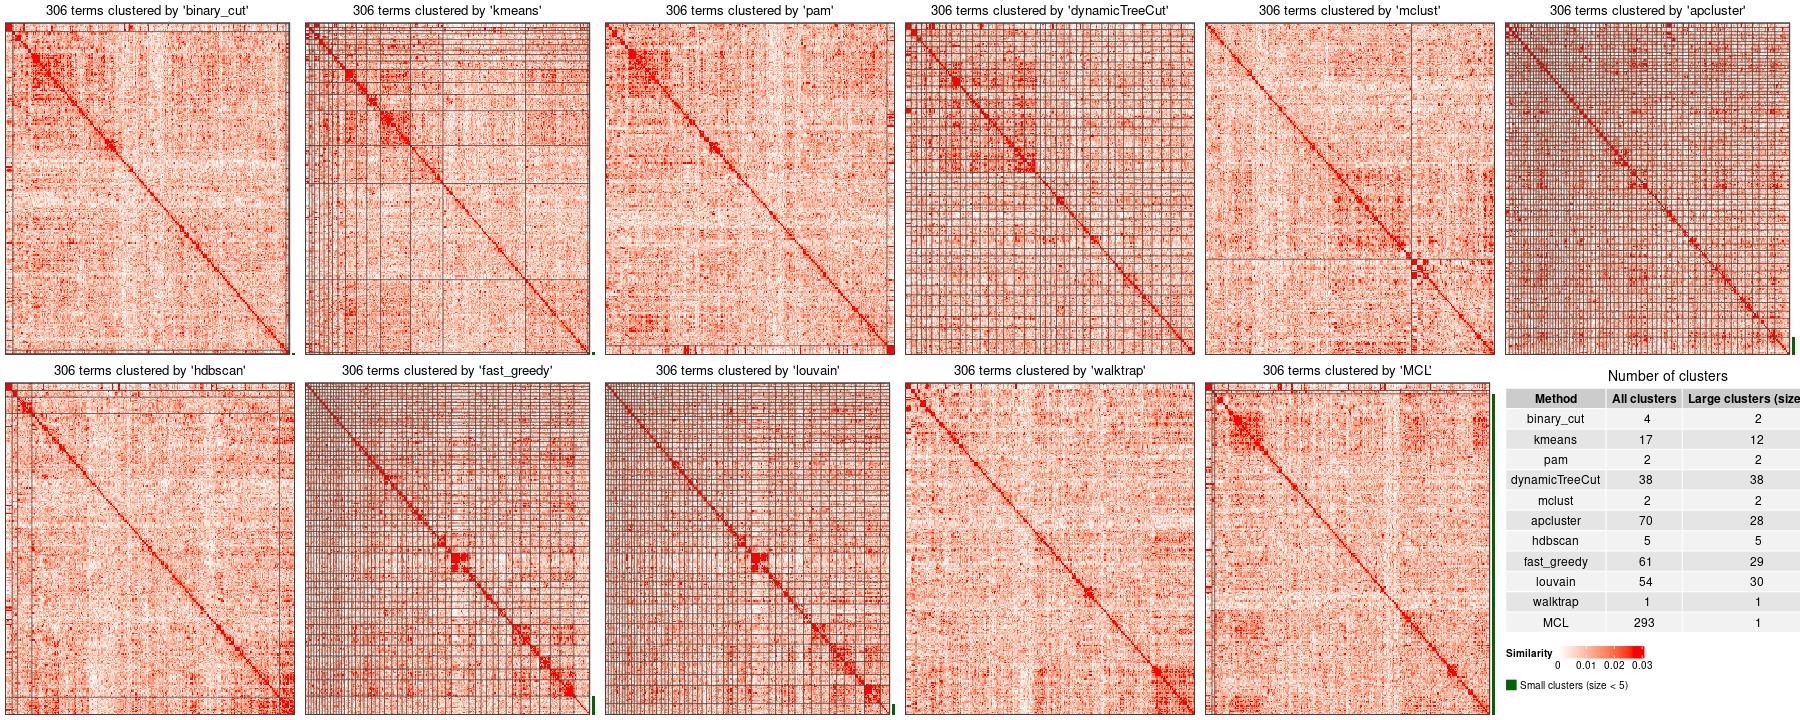 306 terms clustered by 'binary_cut'
306 terms clustered by 'kmeans'
306 terms clustered by 'pam'
306 terms clustered by 'dynamicTreeCut'
306 terms clustered by 'mclust'
306 terms clustered by 'apcluster'
306 terms clustered by 'hdbscan'
306 terms clustered by 'fast_greedy'
306 terms clustered by 'louvain'
306 terms clustered by 'walktrap'
306 terms clustered by 'MCL'
Number of clusters
Method All clusters Large clusters (size
binary_cut 4 2
kmeans 17 12
pam 2 2
dynamicTreeCut 38 38
mclust 2 2
apcluster 70 28
hdbscan 5 5
fast_greedy 61 29
louvain 54 30
walktrap 1 1
MCL 293 1
Similarity
0 0.01 0.02 0.03
Small clusters (size < 5)